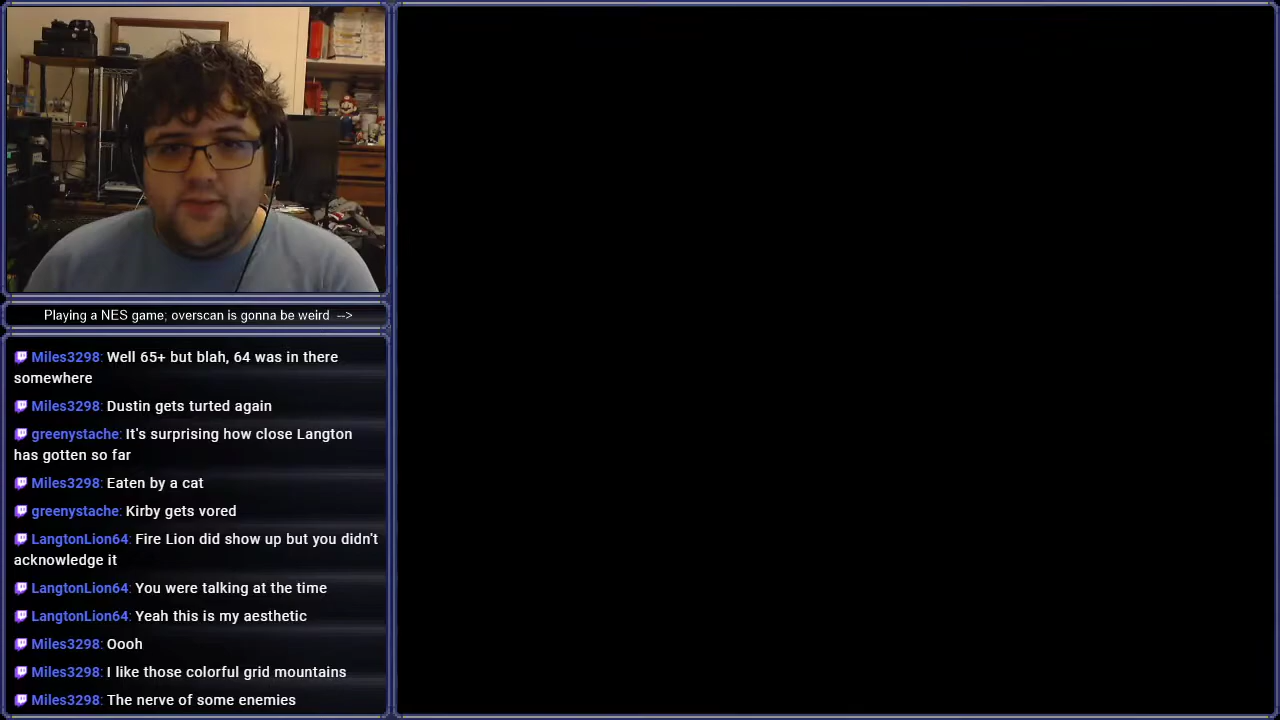 Playing a NES game; overscan is gonna be weird -->
Miles3298: Well 65+ but blah, 64 was in there
somewhere
Miles3298: Dustin gets turted again
greenystache: It's surprising how close Langton
has gotten so far
Miles3298: Eaten by a cat
greenystache: Kirby gets vored
LangtonLion64: Fire Lion did show up but you didn't
acknowledge it
LangtonLion64: You were talking at the time
LangtonLion64: Yeah this is my aesthetic
Miles3298: Oooh
Miles3298: I like those colorful grid mountains
Miles3298: The nerve of some enemies